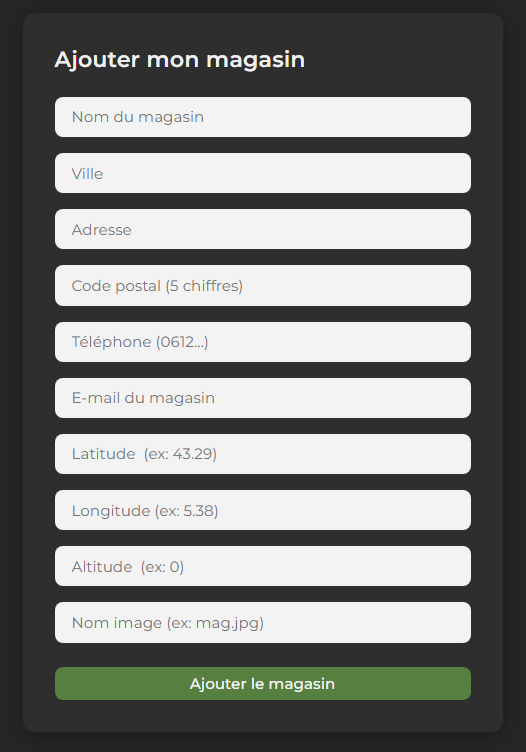 Ajouter mon magasin
Nom du magasin
Ville
Adresse
Code postal (5 chiffres)
Téléphone (0612...)
E-mail du magasin
Latitude (ex: 43.29)
Longitude (ex: 5.38)
Altitude (ex: 0)
Nom image (ex: mag.jpg)
Ajouter le magasin